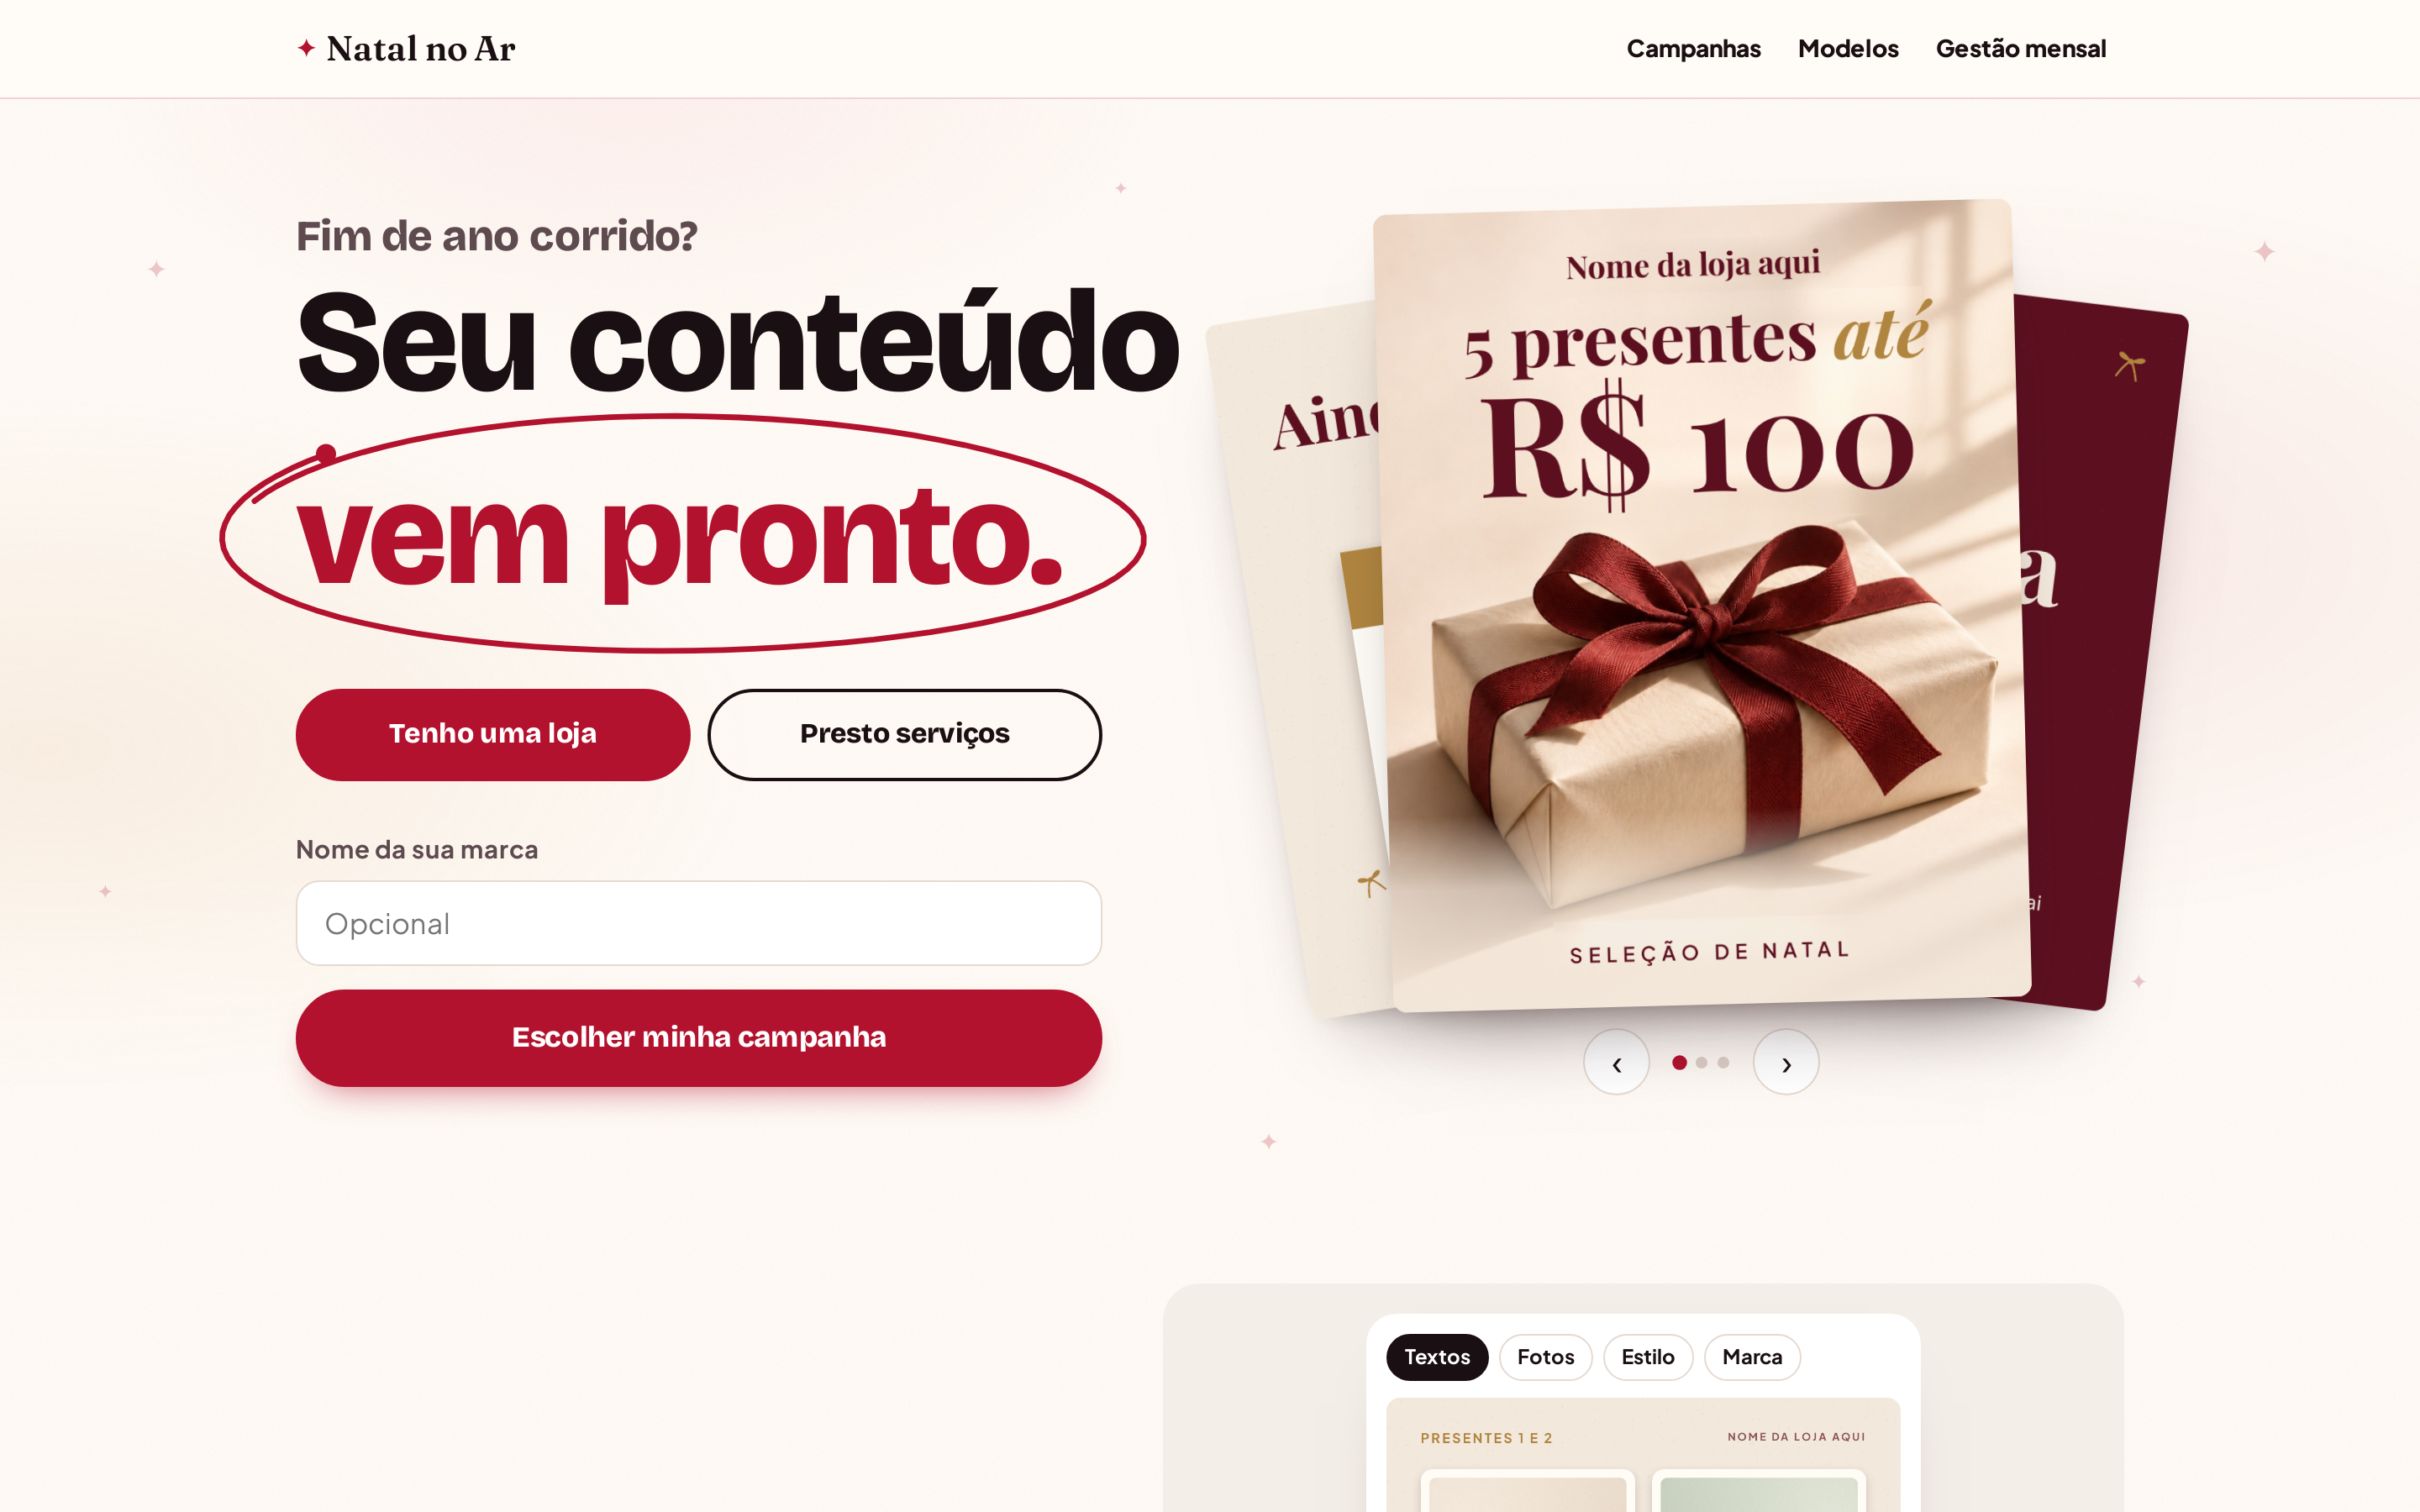 Natal no Ar
Campanhas Modelos Gestão mensal
Fim de ano corrido?
Seu conteúdo
vem pronto.
Tenho uma loja
Presto serviços
Nome da sua marca
Opcional
Escolher minha campanha
Nome da loja aqui
5 presentes até
R$ 100
SELEÇÃO DE NATAL
‹ ›
Textos Fotos Estilo Marca
PRESENTES 1 E 2
NOME DA LOJA AQUI